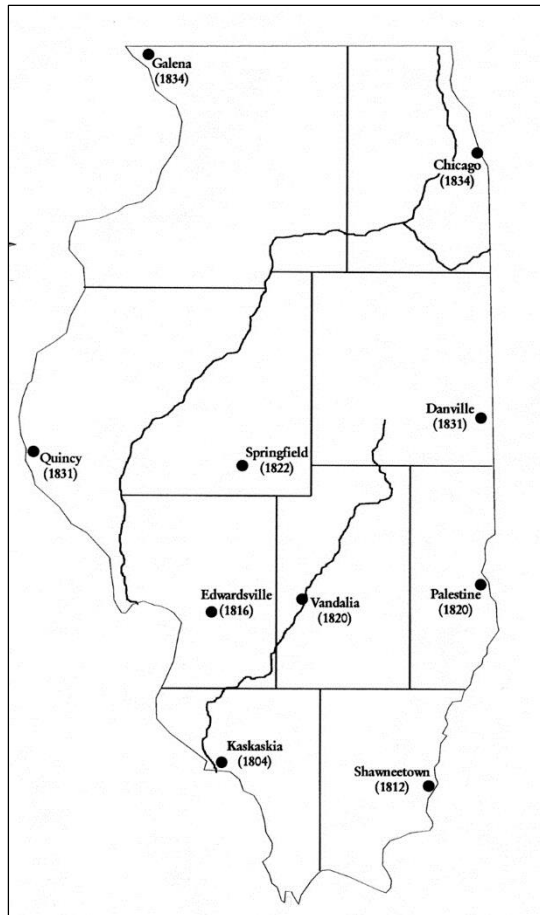 Galena
(1834)
Chicago
(1834)
Danville
(1831)
Quincy
(1831)
Springfield
(1822)
Edwardsville
(1816)
Vandalia
(1820)
Palestine
(1820)
Kaskaskia
(1804)
Shawneetown
(1812)